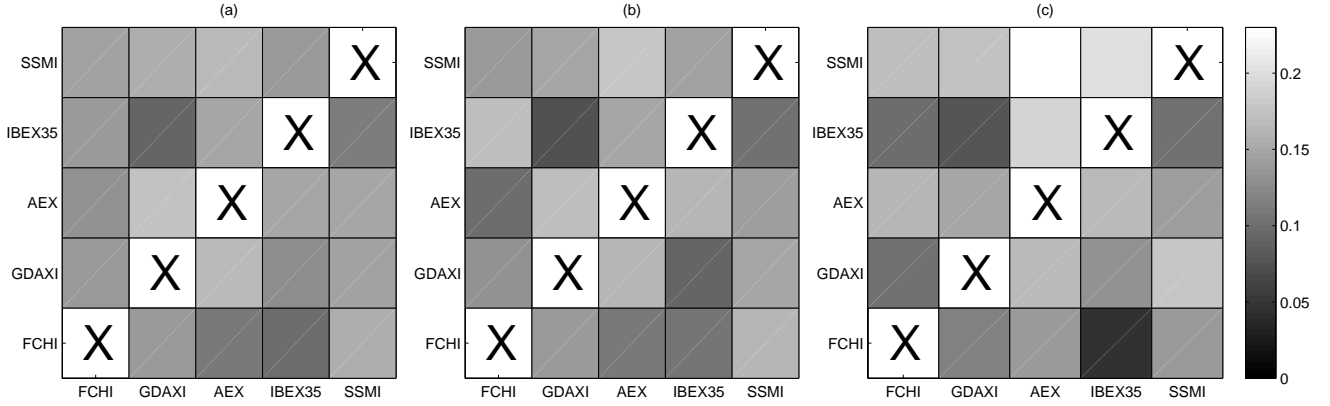 (a) (b) (c)
SSMI X SSMI X SSMI X 0.2
IBEX35 X IBEX35 X IBEX35 X 0.15
AEX X AEX X AEX X 0.1
GDAXI X GDAXI X GDAXI X 0.05
FCHI X FCHI X FCHI X 0
FCHI GDAXI AEX IBEX35 SSMI FCHI GDAXI AEX IBEX35 SSMI FCHI GDAXI AEX IBEX35 SSMI